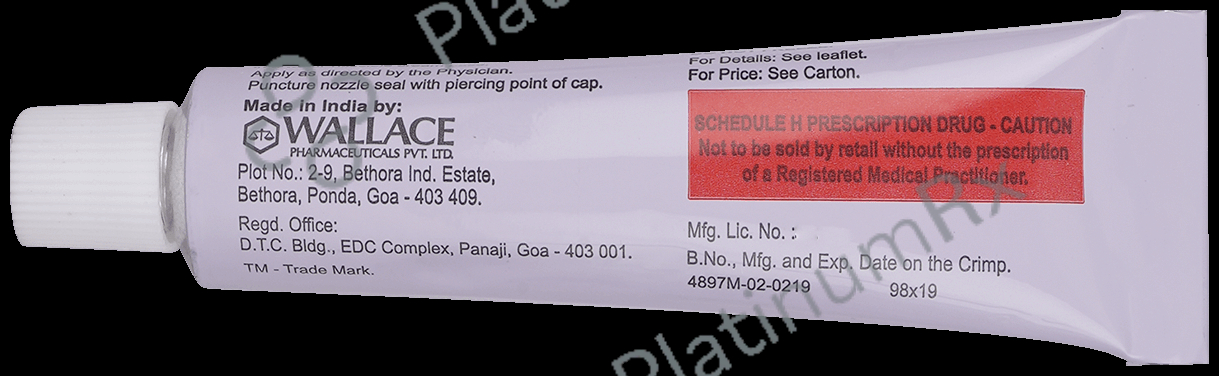 Apply as directed by the Physician.
Puncture nozzle seal with piercing point of cap.
Made in India by:
WALLACE
PHARMACEUTICALS PVT. LTD.
Plot No.: 2-9, Bethora Ind. Estate,
Bethora, Ponda, Goa - 403 409.
Regd. Office:
D.T.C. Bldg., EDC Complex, Panaji, Goa - 403 001.
TM - Trade Mark.
For Details: See leaflet.
For Price: See Carton.
SCHEDULE H PRESCRIPTION DRUG - CAUTION
Not to be sold by retail without the prescription
of a Registered Medical Practitioner.
Mfg. Lic. No. :
B.No., Mfg. and Exp. Date on the Crimp.
4897M-02-0219 98x19
Platin
PlatinumRx